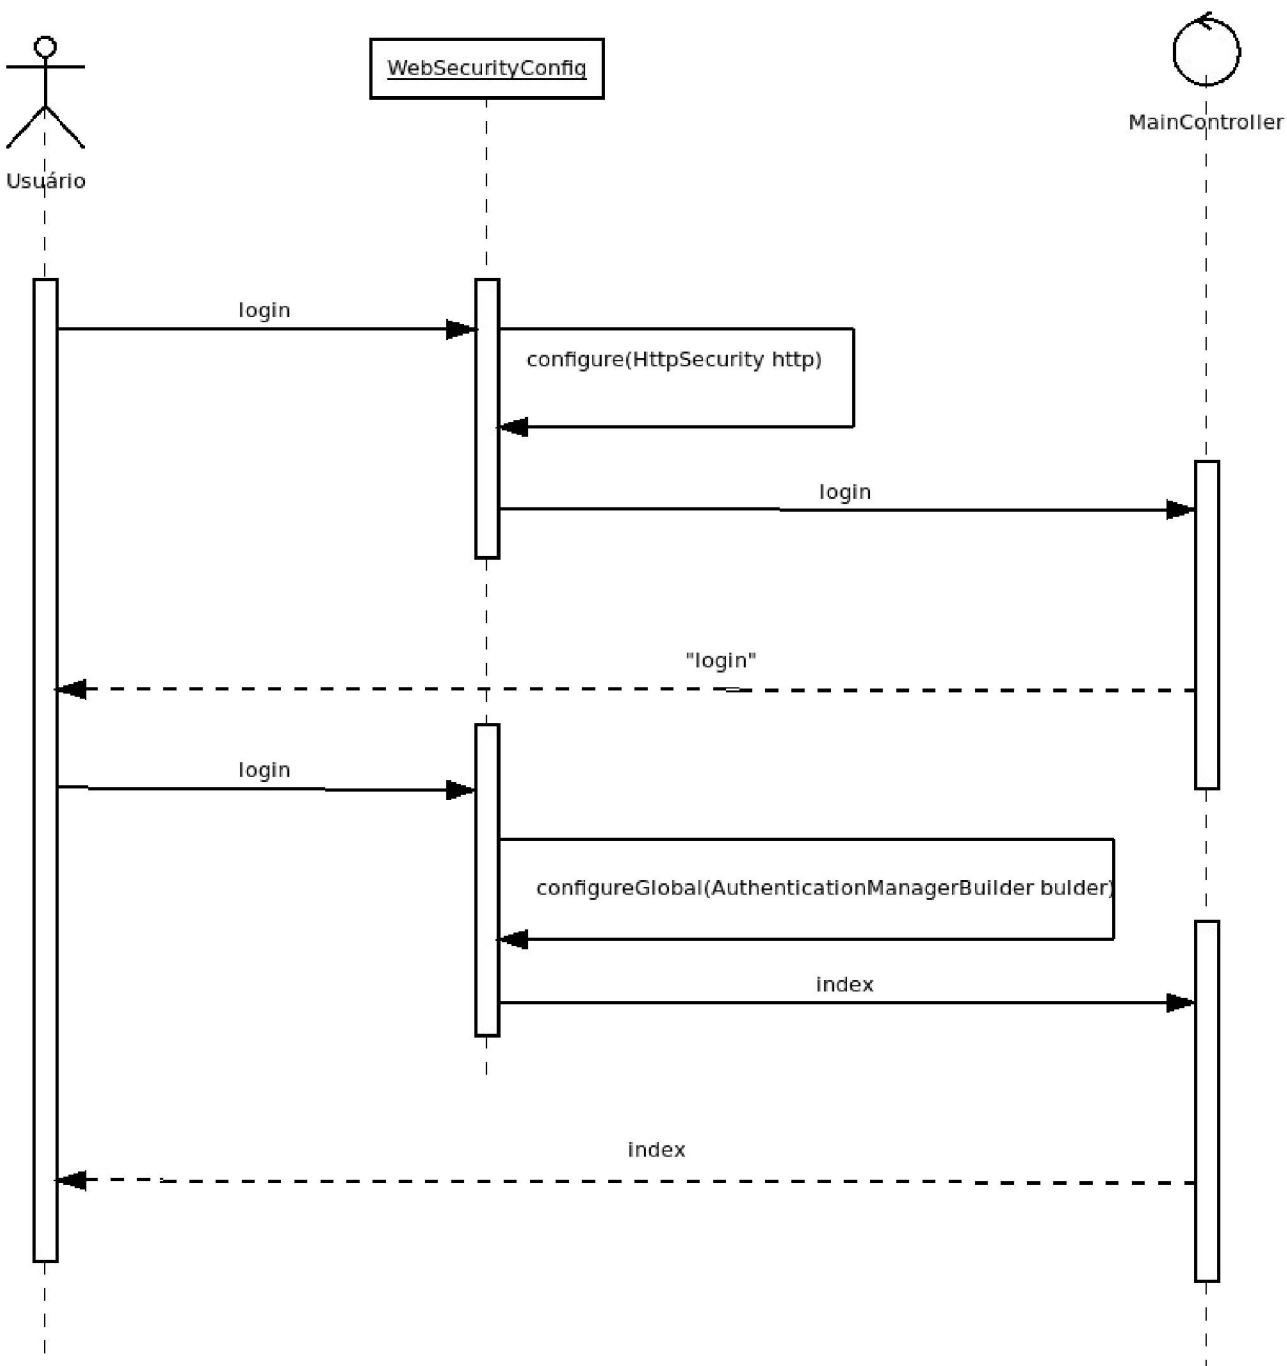 WebSecurityConfig
MainController
Usuário
login
configure(HttpSecurity http)
login
"login"
login
configureGlobal(AuthenticationManagerBuilder bulder)
index
index